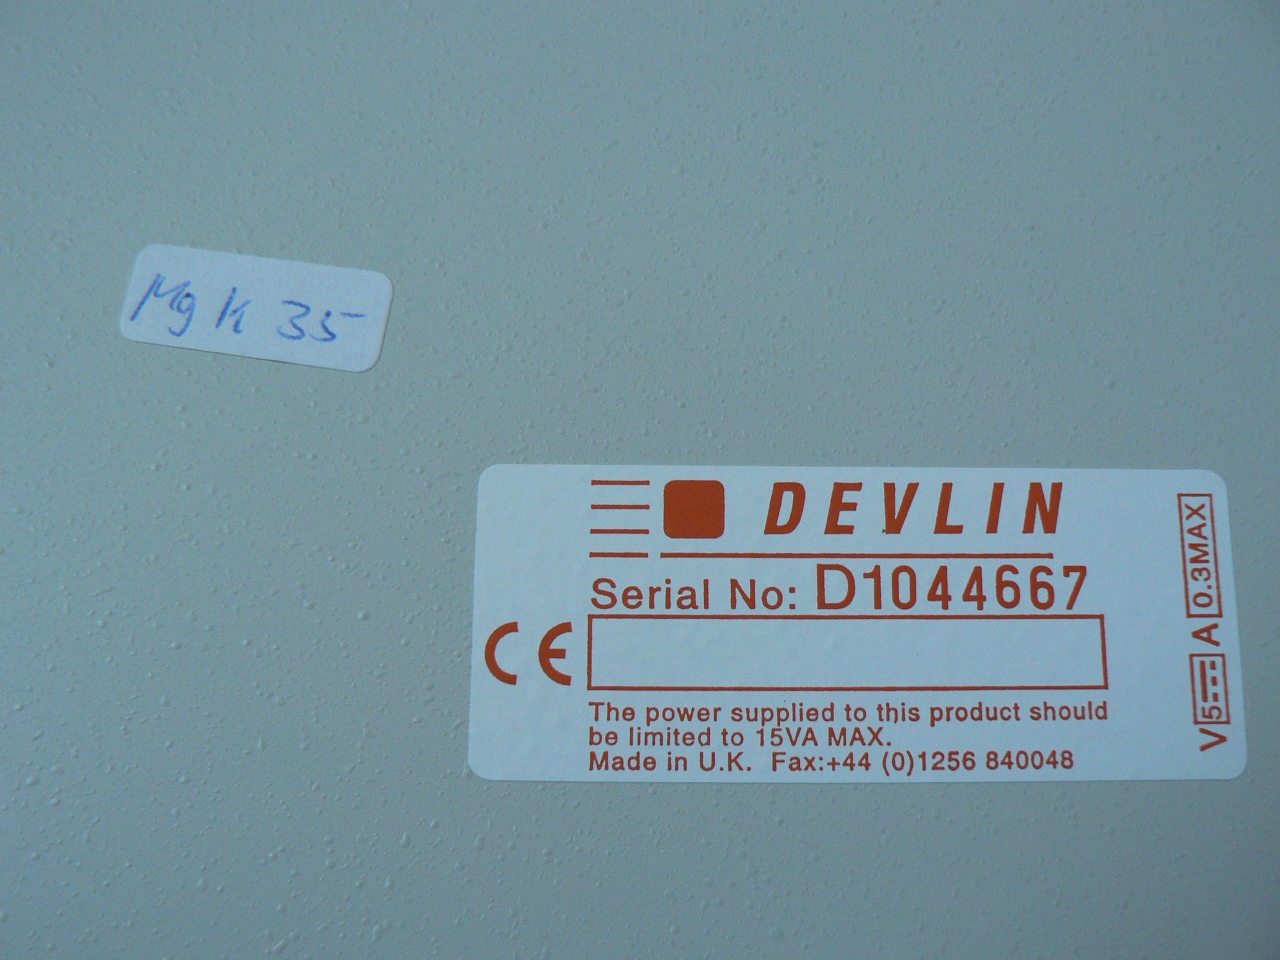 MgK 35
DEVLIN
Serial No: D1044667
CE
The power supplied to this product should
be limited to 15VA MAX.
Made in U.K. Fax:+44 (0)1256 840048
V 5 A 0.3MAX